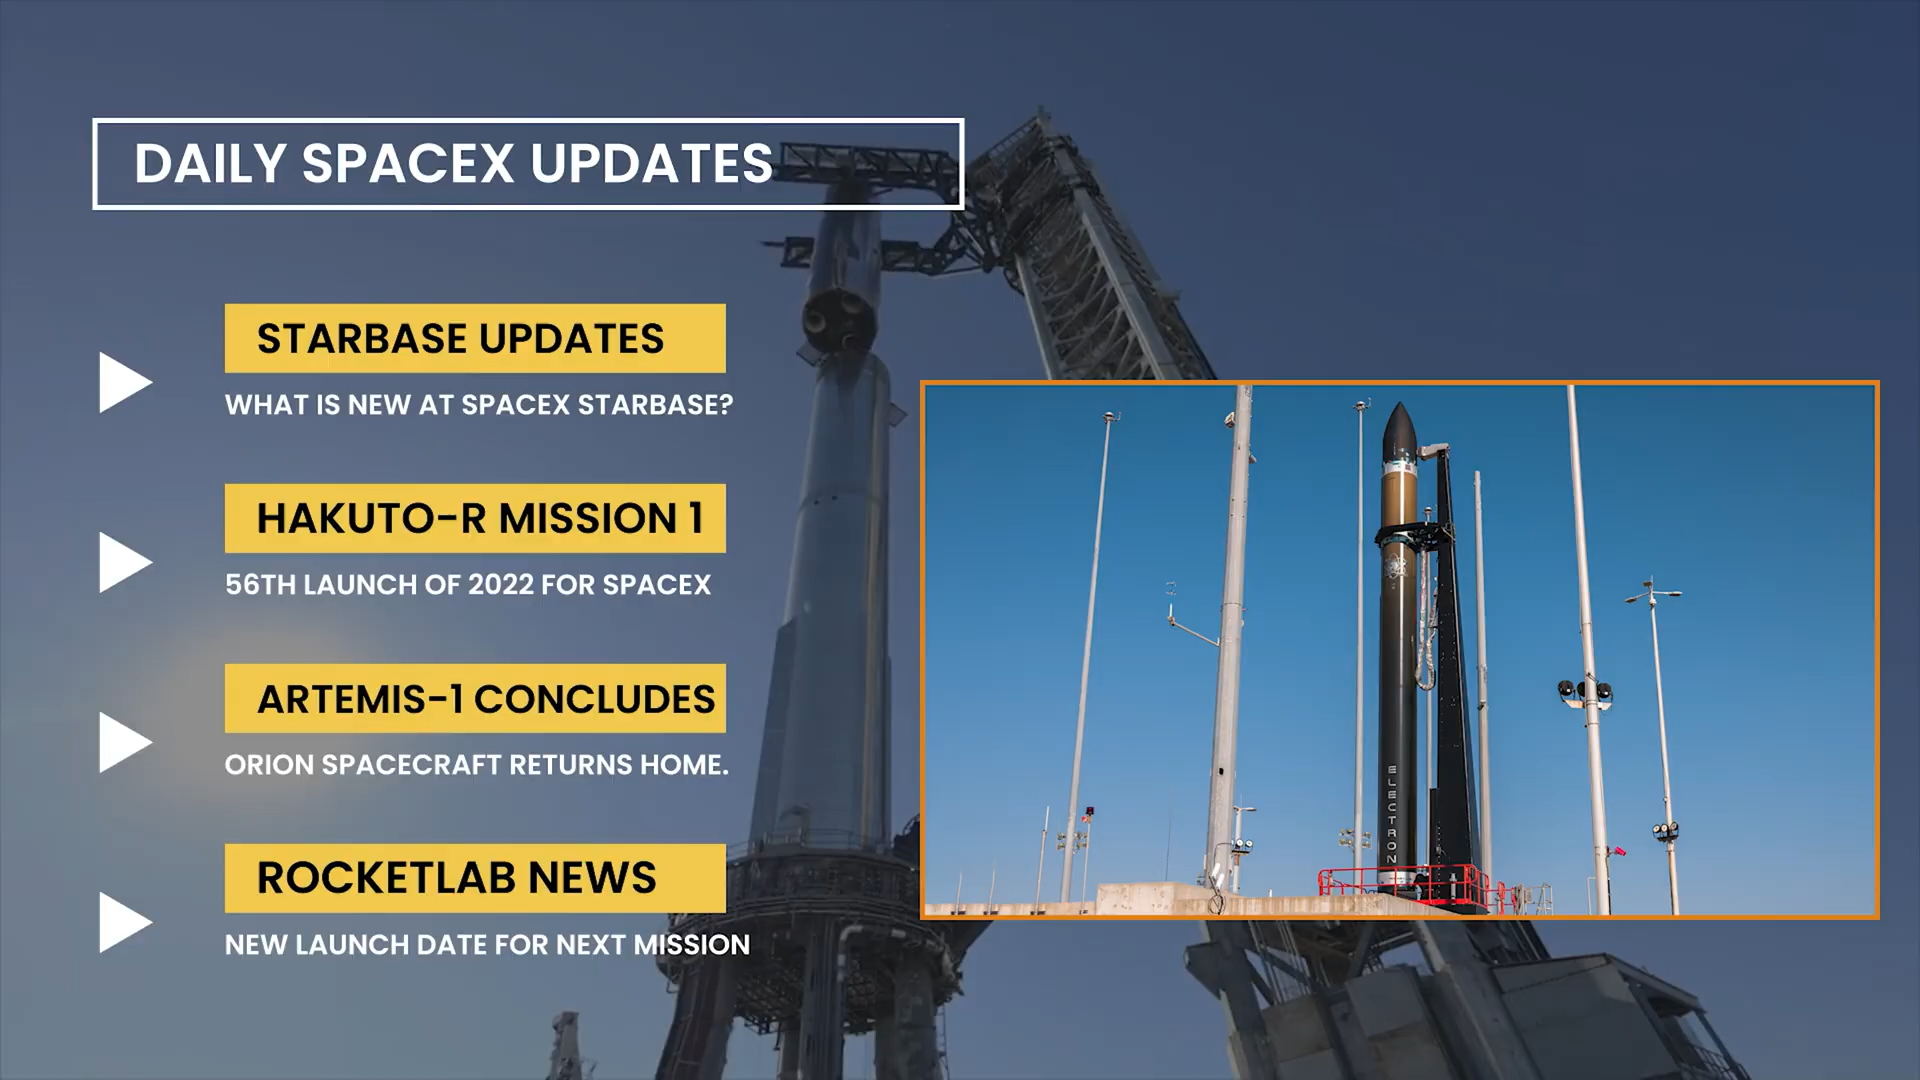 DAILY SPACEX UPDATES
STARBASE UPDATES
WHAT IS NEW AT SPACEX STARBASE?
HAKUTO-R MISSION 1
56TH LAUNCH OF 2022 FOR SPACEX
ARTEMIS-1 CONCLUDES
ORION SPACECRAFT RETURNS HOME.
ROCKETLAB NEWS
NEW LAUNCH DATE FOR NEXT MISSION
ELECTRON